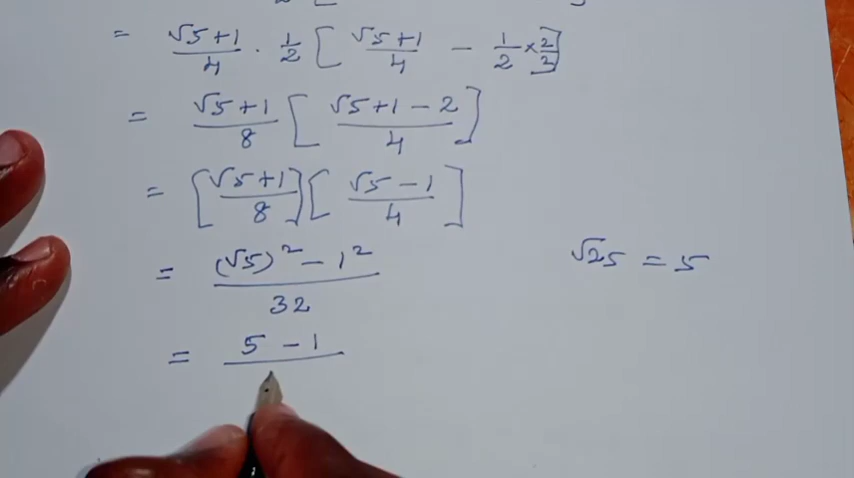 = √5+1/4 · 1/2 [ √5+1/4 − 1/2 × 2/2 ]
= √5+1/8 [ √5+1−2/4 ]
= [ √5+1/8 ] [ √5−1/4 ]
= (√5)² − 1²/32
√25 = 5
= 5 − 1